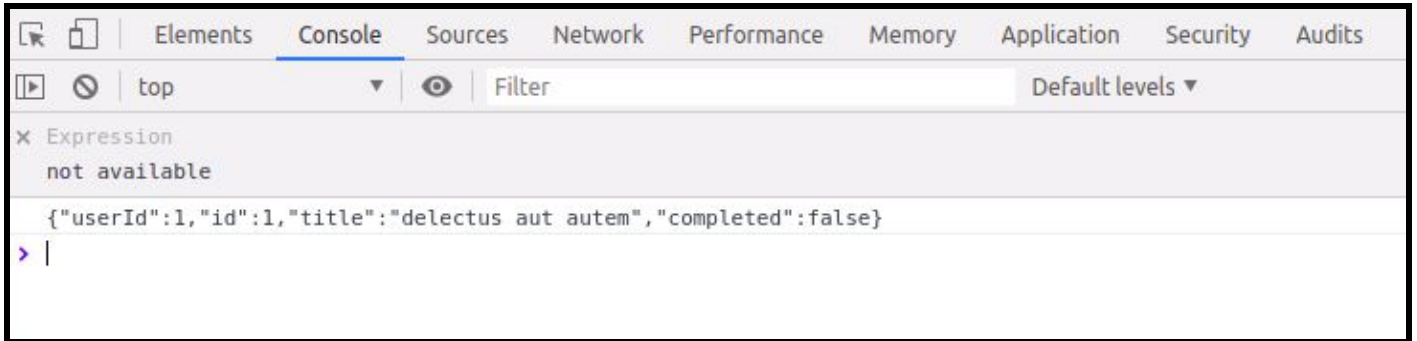 Elements Console Sources Network Performance Memory Application Security Audits
top Filter Default levels
× Expression
not available
{"userId":1,"id":1,"title":"delectus aut autem","completed":false}
>